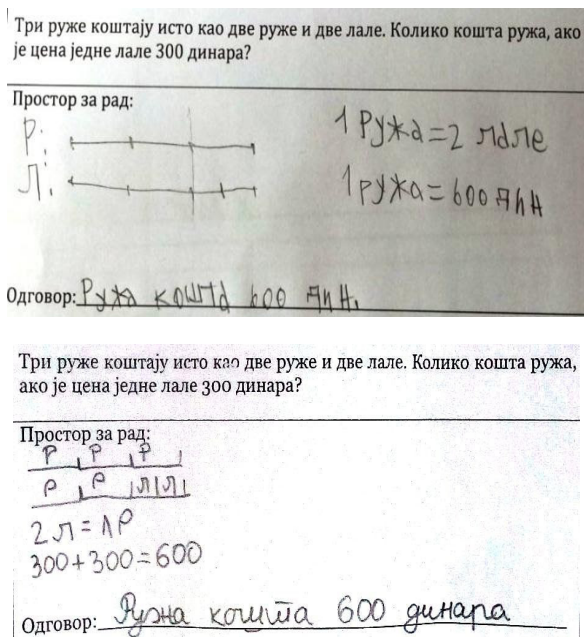 Три руже коштају исто као две руже и две лале. Колико кошта ружа, ако
је цена једне лале 300 динара?
Простор за рад:
Р:
Л:
1 Ружа = 2 лале
1 ружа = 600 дин
Одговор: Ружа кошта 600 дин.
Три руже коштају исто као две руже и две лале. Колико кошта ружа,
ако је цена једне лале 300 динара?
Простор за рад:
Р Р Р
Р Р Л Л
2 Л = 1Р
300+300=600
Одговор: Ружа кошта 600 динара